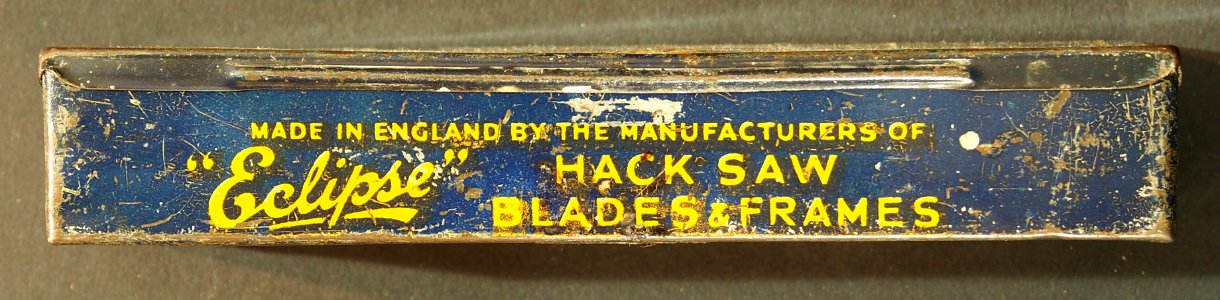 MADE IN ENGLAND BY THE MANUFACTURERS OF
"Eclipse" HACK SAW
BLADES & FRAMES